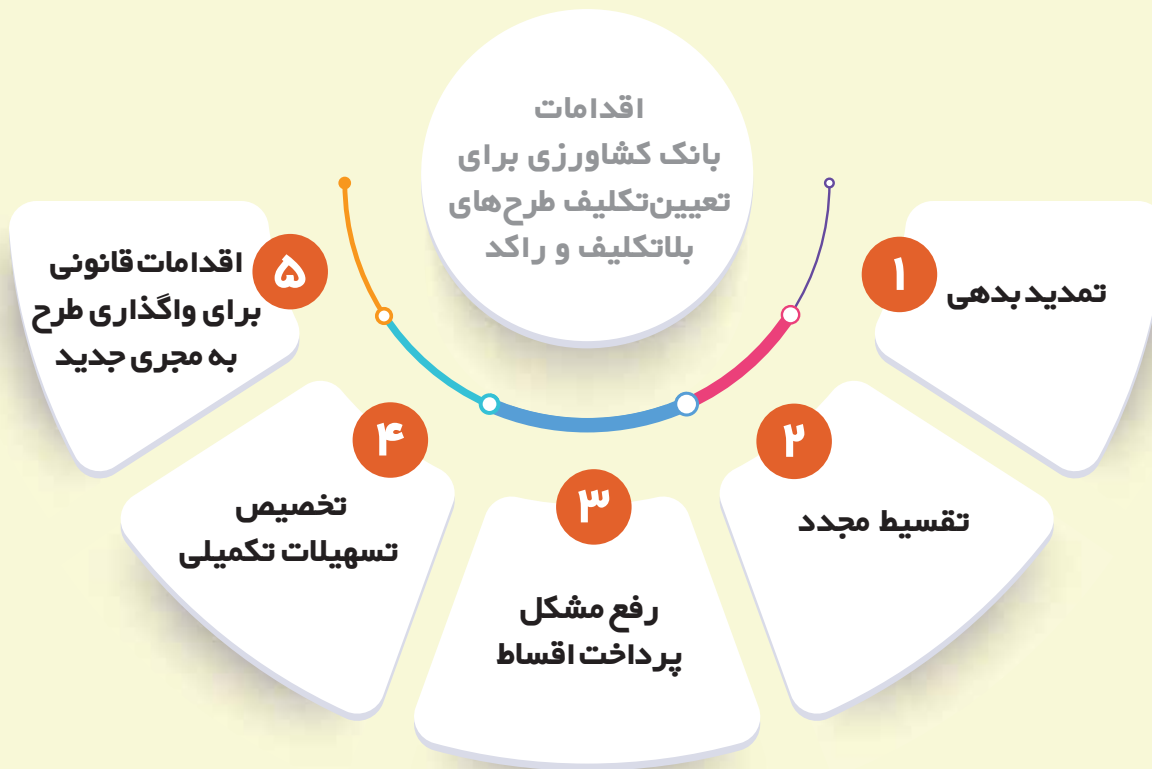 اقدامات
بانک کشاورزی برای
تعیین‌تکلیف طرح‌های
بلاتکلیف و راکد
۱
تمدید بدهی
۲
تقسیط مجدد
۳
رفع مشکل
پرداخت اقساط
۴
تخصیص
تسهیلات تکمیلی
۵
اقدامات قانونی
برای واگذاری طرح
به مجری جدید